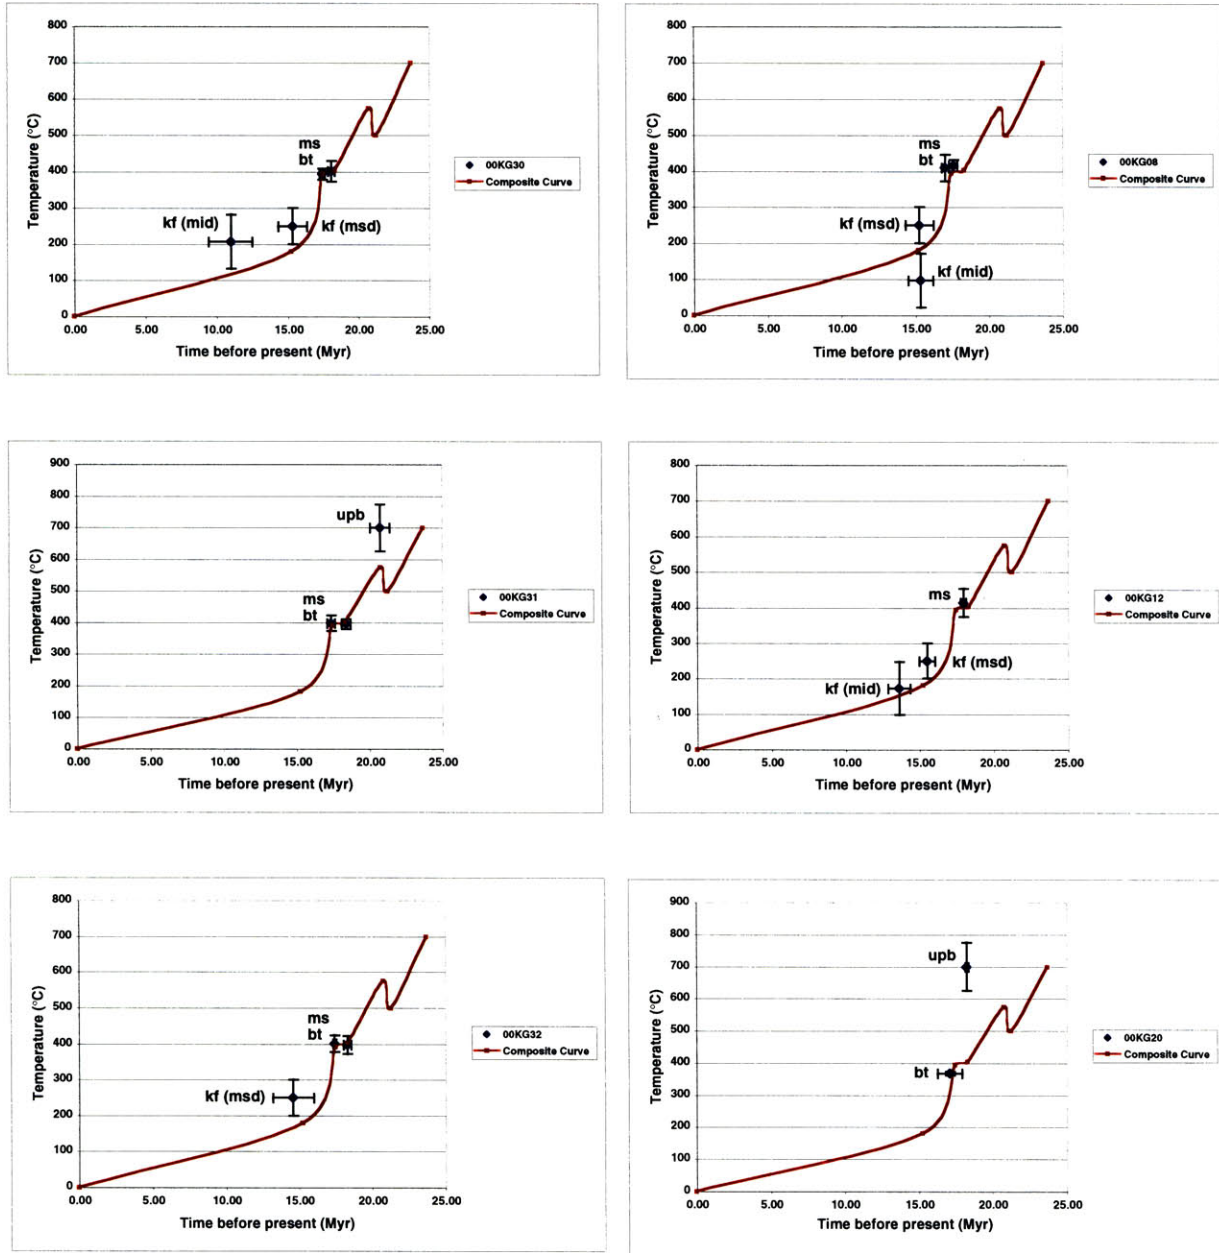 800
700
600
500
400
300
200
100
0
Temperature (°C)
ms
bt
kf (mid)
kf (msd)
0.00 5.00 10.00 15.00 20.00 25.00
Time before present (Myr)
00KG30
Composite Curve
800
700
600
500
400
300
200
100
0
Temperature (°C)
ms
bt
kf (msd)
kf (mid)
0.00 5.00 10.00 15.00 20.00 25.00
Time before present (Myr)
00KG08
Composite Curve
900
800
700
600
500
400
300
200
100
0
Temperature (°C)
upb
ms
bt
0.00 5.00 10.00 15.00 20.00 25.00
Time before present (Myr)
00KG31
Composite Curve
800
700
600
500
400
300
200
100
0
Temperature (°C)
ms
kf (msd)
kf (mid)
0.00 5.00 10.00 15.00 20.00 25.00
Time before present (Myr)
00KG12
Composite Curve
800
700
600
500
400
300
200
100
0
Temperature (°C)
ms
bt
kf (msd)
0.00 5.00 10.00 15.00 20.00 25.00
Time before present (Myr)
00KG32
Composite Curve
900
800
700
600
500
400
300
200
100
0
Temperature (°C)
upb
bt
0.00 5.00 10.00 15.00 20.00 25.00
Time before present (Myr)
00KG20
Composite Curve